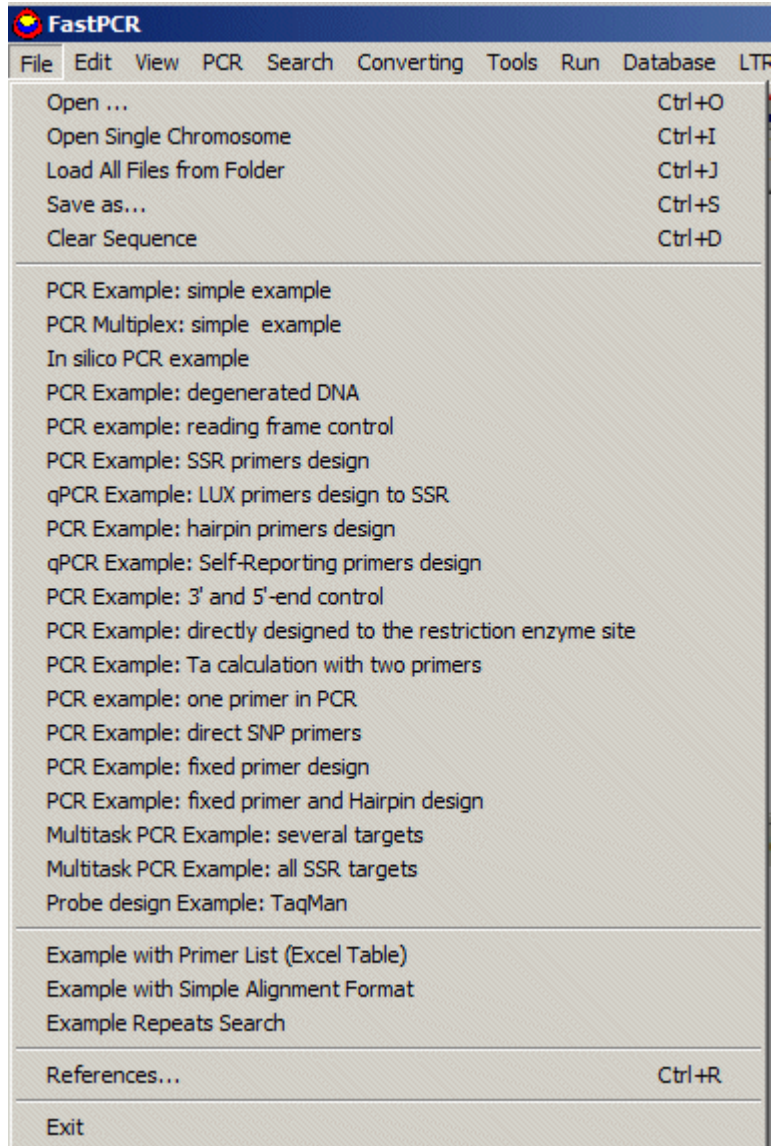 FastPCR
File Edit View PCR Search Converting Tools Run Database LTR
Open ... Ctrl+O
Open Single Chromosome Ctrl+I
Load All Files from Folder Ctrl+J
Save as... Ctrl+S
Clear Sequence Ctrl+D
PCR Example: simple example
PCR Multiplex: simple example
In silico PCR example
PCR Example: degenerated DNA
PCR example: reading frame control
PCR Example: SSR primers design
qPCR Example: LUX primers design to SSR
PCR Example: hairpin primers design
qPCR Example: Self-Reporting primers design
PCR Example: 3' and 5'-end control
PCR Example: directly designed to the restriction enzyme site
PCR Example: Ta calculation with two primers
PCR example: one primer in PCR
PCR Example: direct SNP primers
PCR Example: fixed primer design
PCR Example: fixed primer and Hairpin design
Multitask PCR Example: several targets
Multitask PCR Example: all SSR targets
Probe design Example: TaqMan
Example with Primer List (Excel Table)
Example with Simple Alignment Format
Example Repeats Search
References... Ctrl+R
Exit